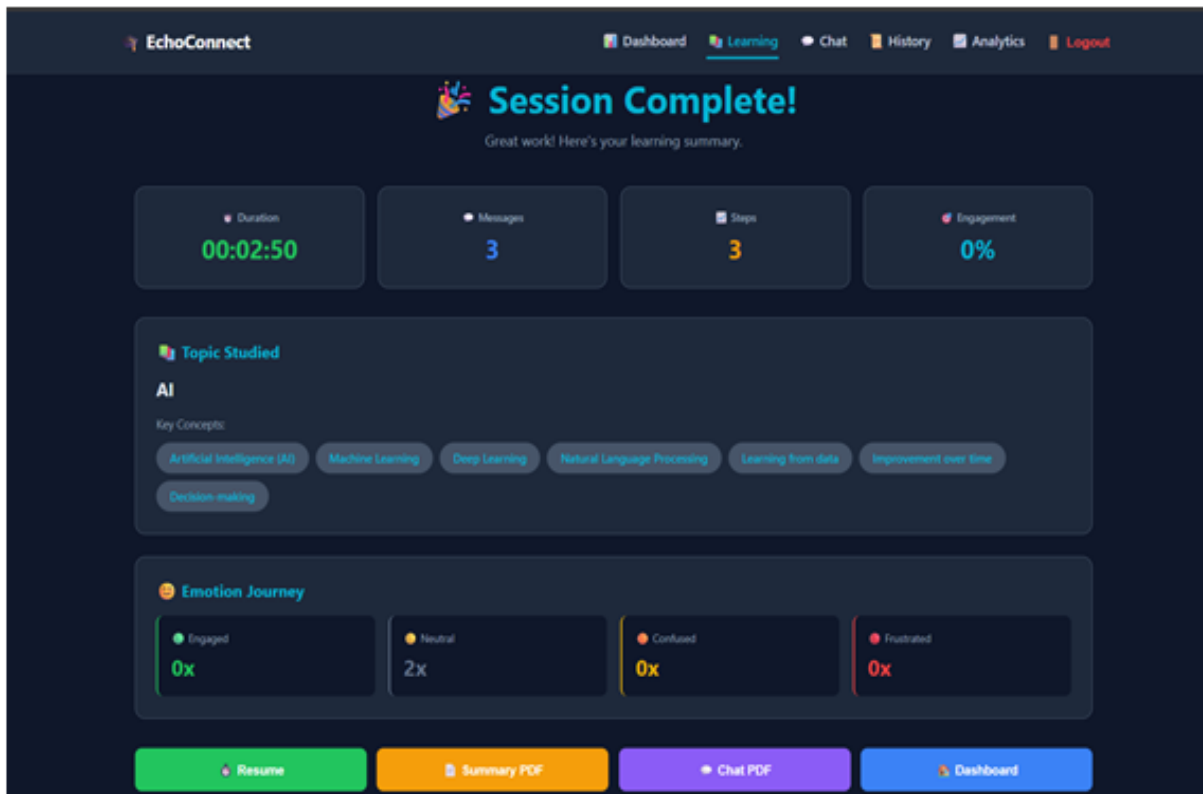 EchoConnect
Dashboard Learning Chat History Analytics Logout
Session Complete!
Great work! Here's your learning summary.
Duration Messages Steps Engagement
00:02:50 3 3 0%
Topic Studied
AI
Key Concepts:
Artificial Intelligence (AI) Machine Learning Deep Learning Natural Language Processing Learning from data Improvement over time
Decision-making
Emotion Journey
Engaged Neutral Confused Frustrated
0x 2x 0x 0x
Resume Summary PDF Chat PDF Dashboard